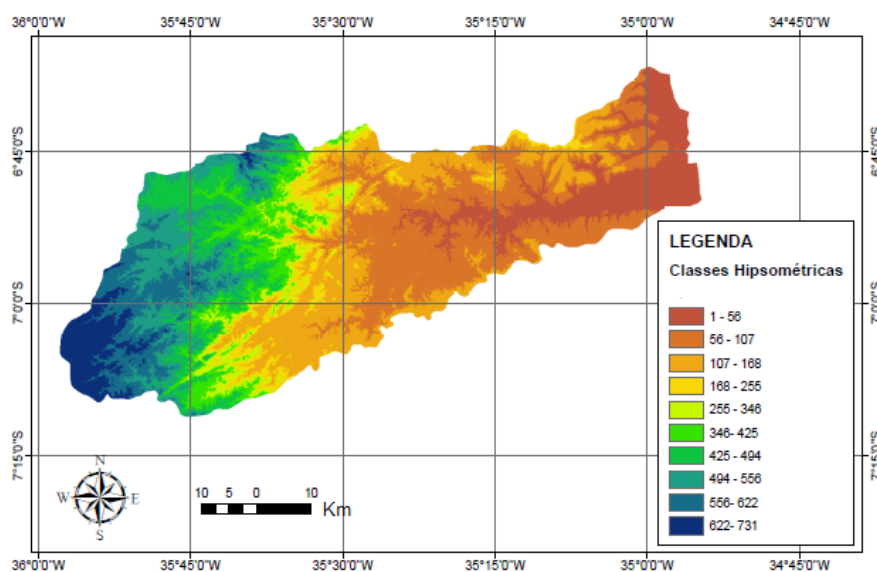 36°0'0"W 35°45'0"W 35°30'0"W 35°15'0"W 35°0'0"W 34°45'0"W
6°45'0"S 6°45'0"S
7°0'0"S 7°0'0"S
7°15'0"S 7°15'0"S
LEGENDA
Classes Hipsométricas
1 - 56
56 - 107
107 - 168
168 - 255
255 - 346
346- 425
425 - 494
494 - 556
556- 622
622- 731
N
W E
S
10 5 0 10
Km
36°0'0"W 35°45'0"W 35°30'0"W 35°15'0"W 35°0'0"W 34°45'0"W